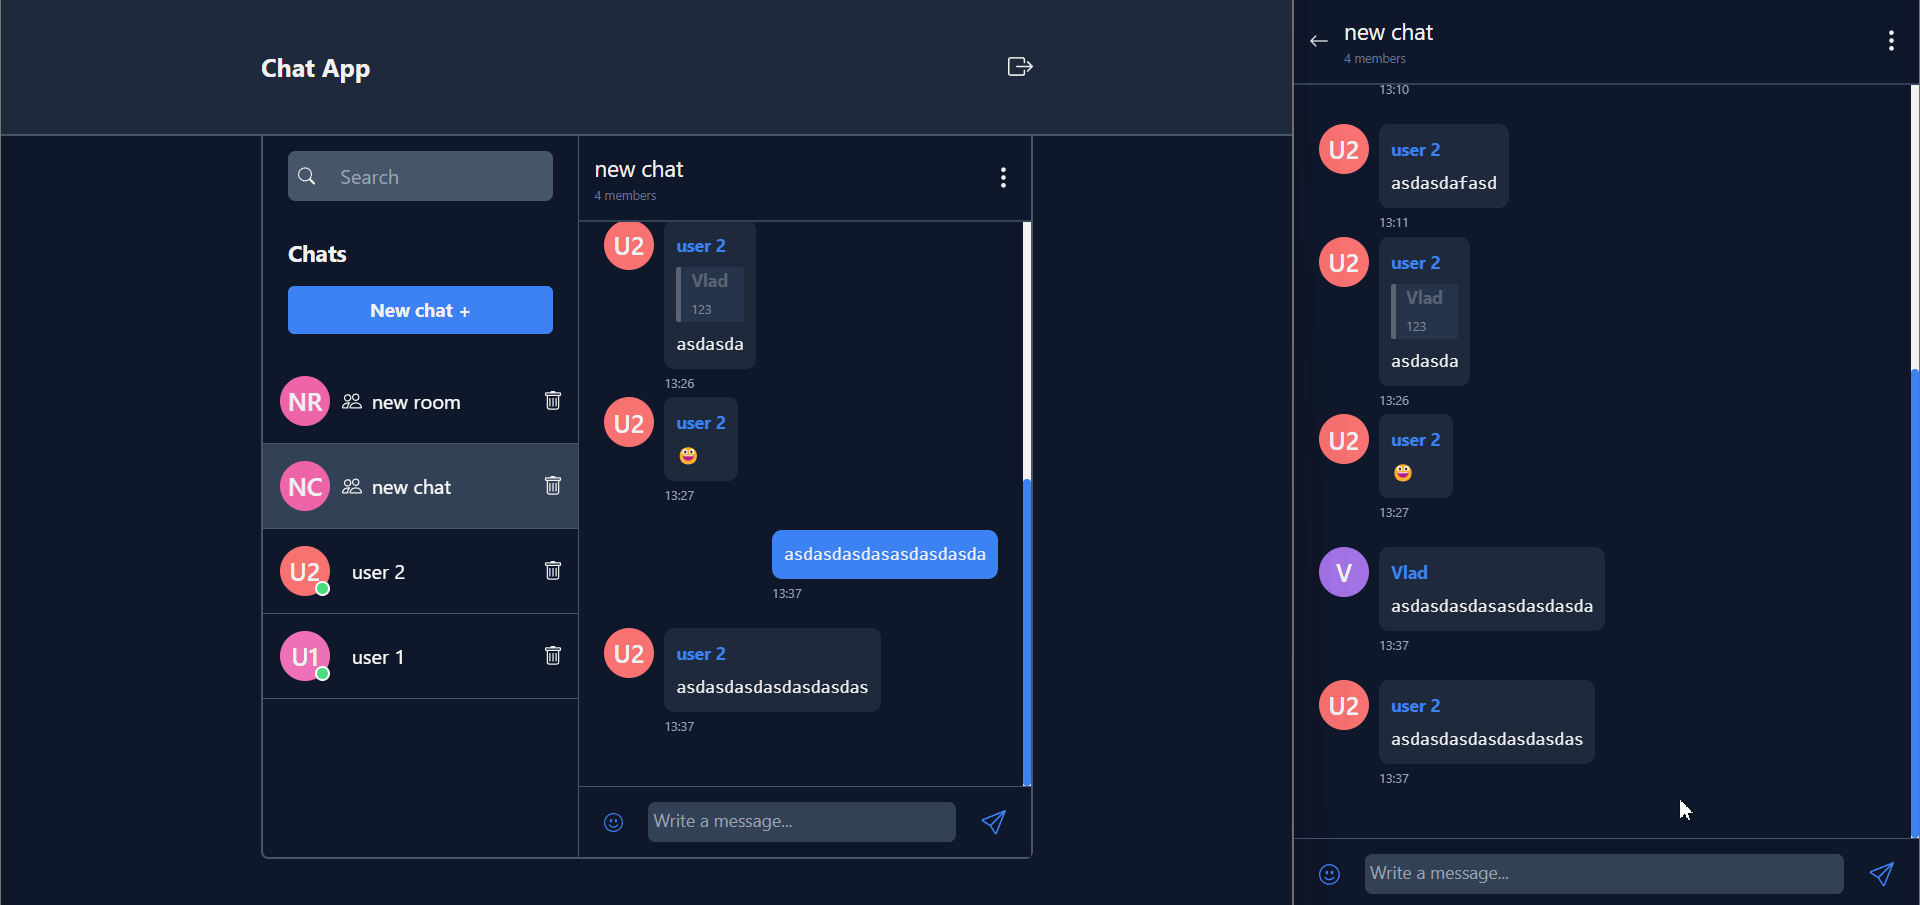 Chat App
Search
Chats
New chat +
NR new room
NC new chat
U2 user 2
U1 user 1
new chat
4 members
U2 user 2
Vlad
123
asdasda
13:26
U2 user 2
13:27
asdasdasdasasdasdasda
13:37
U2 user 2
asdasdasdasdasdasdas
13:37
Write a message...
new chat
4 members
13:10
U2 user 2
asdasdafasd
13:11
U2 user 2
Vlad
123
asdasda
13:26
U2 user 2
13:27
V Vlad
asdasdasdasasdasdasda
13:37
U2 user 2
asdasdasdasdasdasdas
13:37
Write a message...